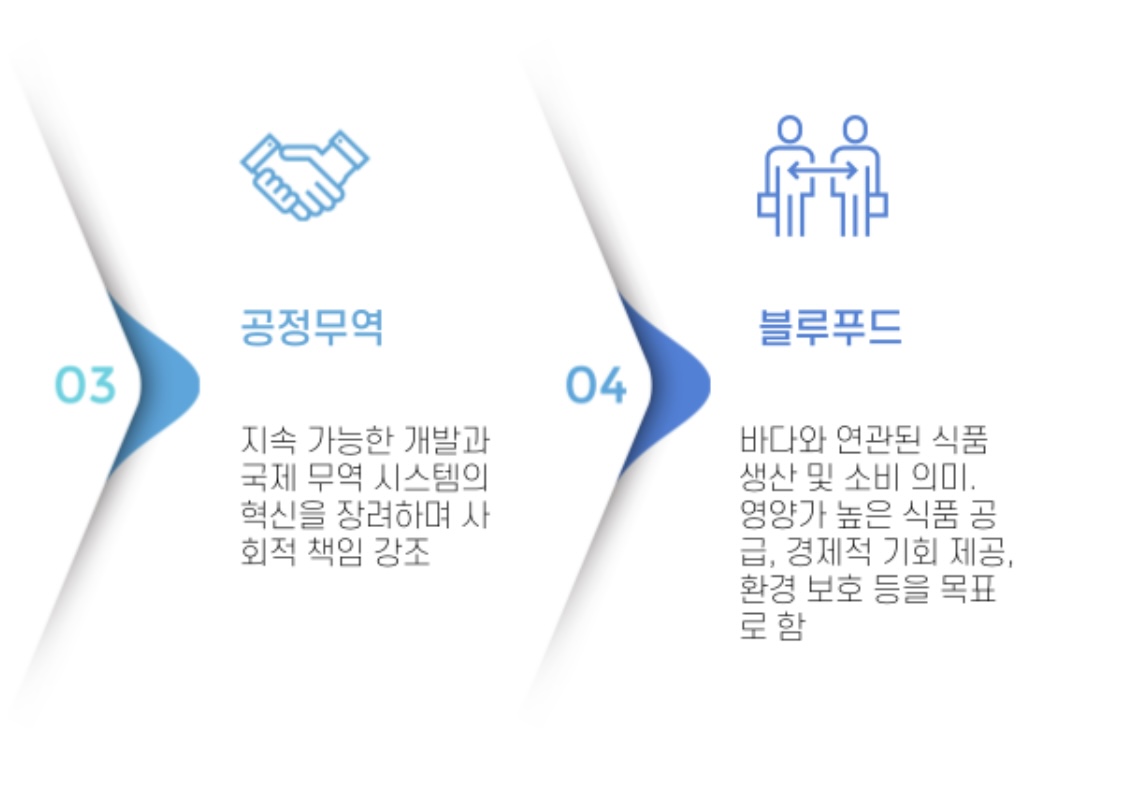 03
공정무역
지속 가능한 개발과
국제 무역 시스템의
혁신을 장려하며 사
회적 책임 강조
04
블루푸드
바다와 연관된 식품
생산 및 소비 의미.
영양가 높은 식품 공
급, 경제적 기회 제공,
환경 보호 등을 목표
로 함